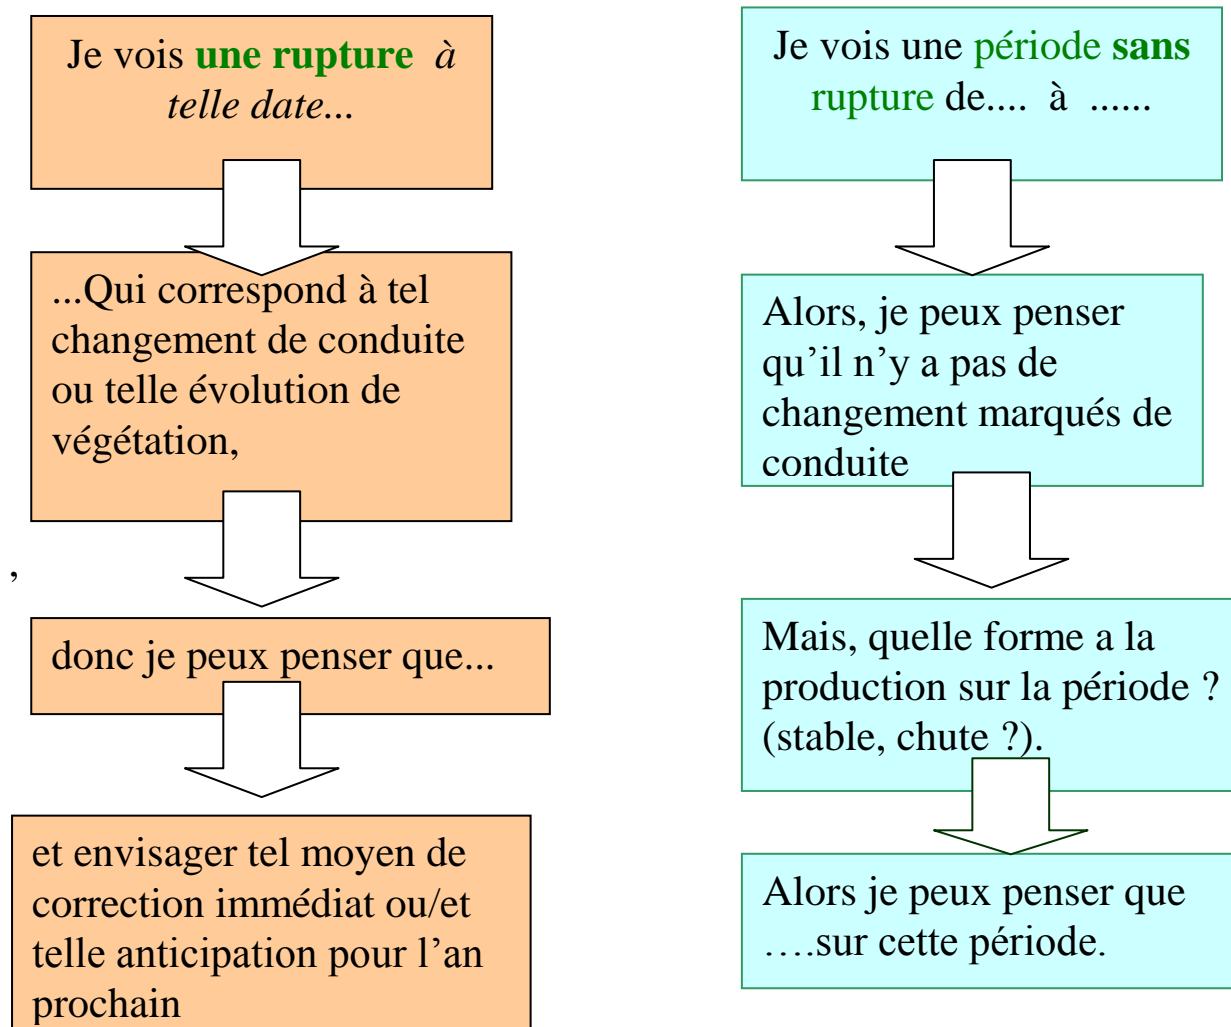 Je vois une rupture à
telle date...
...Qui correspond à tel
changement de conduite
ou telle évolution de
végétation,
,
donc je peux penser que...
et envisager tel moyen de
correction immédiat ou/et
telle anticipation pour l’an
prochain
Je vois une période sans
rupture de.... à ......
Alors, je peux penser
qu’il n’y a pas de
changement marqués de
conduite
Mais, quelle forme a la
production sur la période ?
(stable, chute ?).
Alors je peux penser que
….sur cette période.